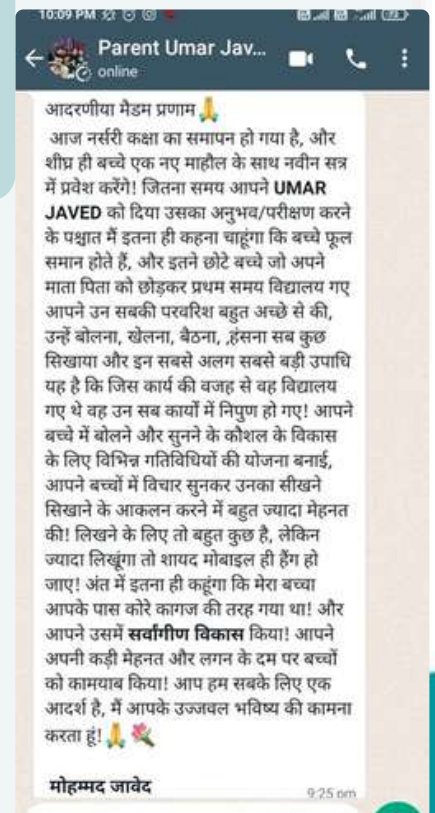 10:09 PM
Parent Umar Jav...
online
आदरणीया मैडम प्रणाम🙏
आज नर्सरी कक्षा का समापन हो गया है, और
शीघ्र ही बच्चे एक नए माहौल के साथ नवीन सत्र
में प्रवेश करेंगे! जितना समय आपने UMAR
JAVED को दिया उसका अनुभव/परीक्षण करने
के पश्चात मैं इतना ही कहना चाहूंगा कि बच्चे फूल
समान होते हैं, और इतने छोटे बच्चे जो अपने
माता पिता को छोड़कर प्रथम समय विद्यालय गए
आपने उन सबकी परवरिश बहुत अच्छे से की,
उन्हें बोलना, खेलना, बैठना, ,हंसना सब कुछ
सिखाया और इन सबसे अलग सबसे बड़ी उपाधि
यह है कि जिस कार्य की वजह से वह विद्यालय
गए थे वह उन सब कार्यों में निपुण हो गए! आपने
बच्चे में बोलने और सुनने के कौशल के विकास
के लिए विभिन्न गतिविधियों की योजना बनाई,
आपने बच्चों में विचार सुनकर उनका सीखने
सिखाने के आकलन करने में बहुत ज्यादा मेहनत
की! लिखने के लिए तो बहुत कुछ है, लेकिन
ज्यादा लिखूंगा तो शायद मोबाइल ही हैंग हो
जाए! अंत में इतना ही कहूंगा कि मेरा बच्चा
आपके पास कोरे कागज की तरह गया था! और
आपने उसमें सर्वांगीण विकास किया! आपने
अपनी कड़ी मेहनत और लगन के दम पर बच्चों
को कामयाब किया! आप हम सबके लिए एक
आदर्श है, मैं आपके उज्जवल भविष्य की कामना
करता हूं!🙏🌹
मोहम्मद जावेद
9:25 pm